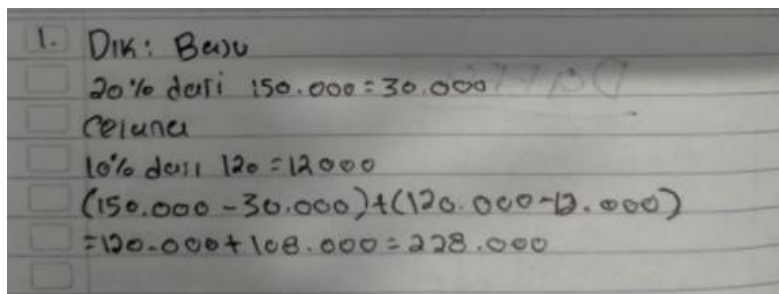 1. DIK: Baju
20% dari 150.000 = 30.000
Celana
10% dari 120 = 12000
(150.000 - 30.000) + (120.000 - 12.000)
= 120.000 + 108.000 = 228.000